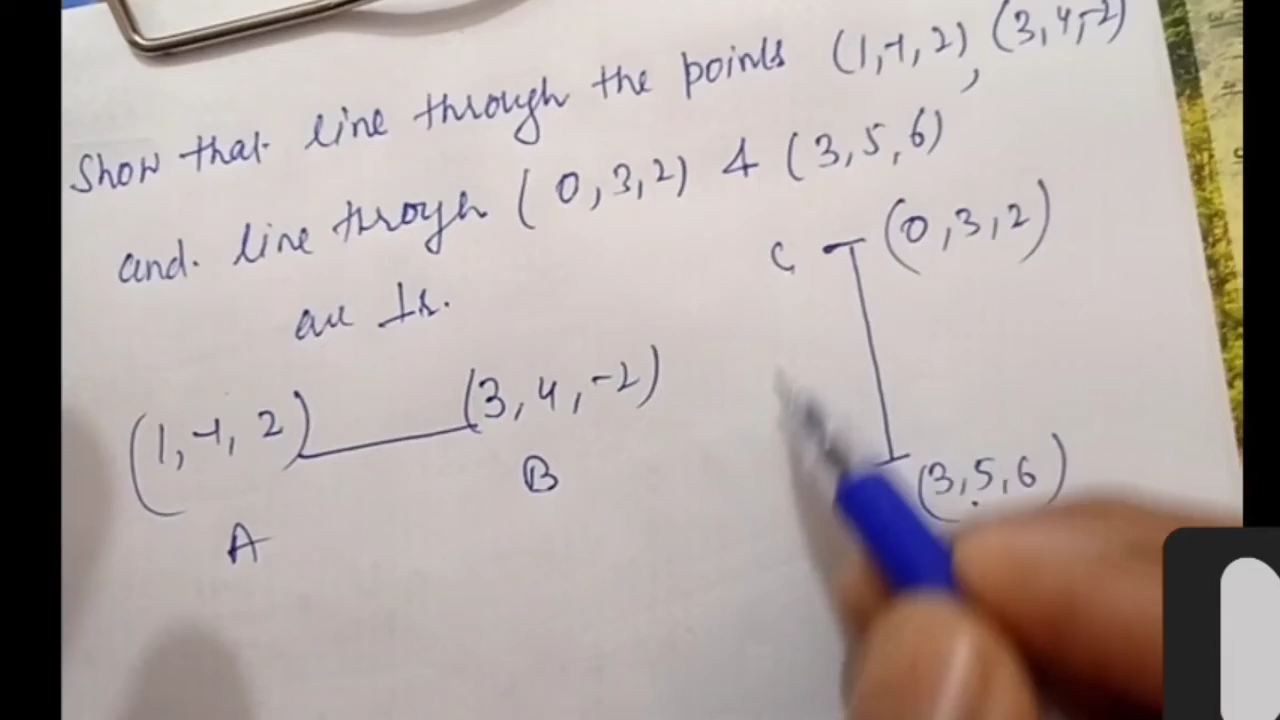 Show that line through the points (1,-1,2), (3,4,-2)
and. line throygh (0,3,2) & (3,5,6)
are ⊥r.
C (0,3,2)
(1,-1,2) (3,4,-2)
B
(3,5,6)
A